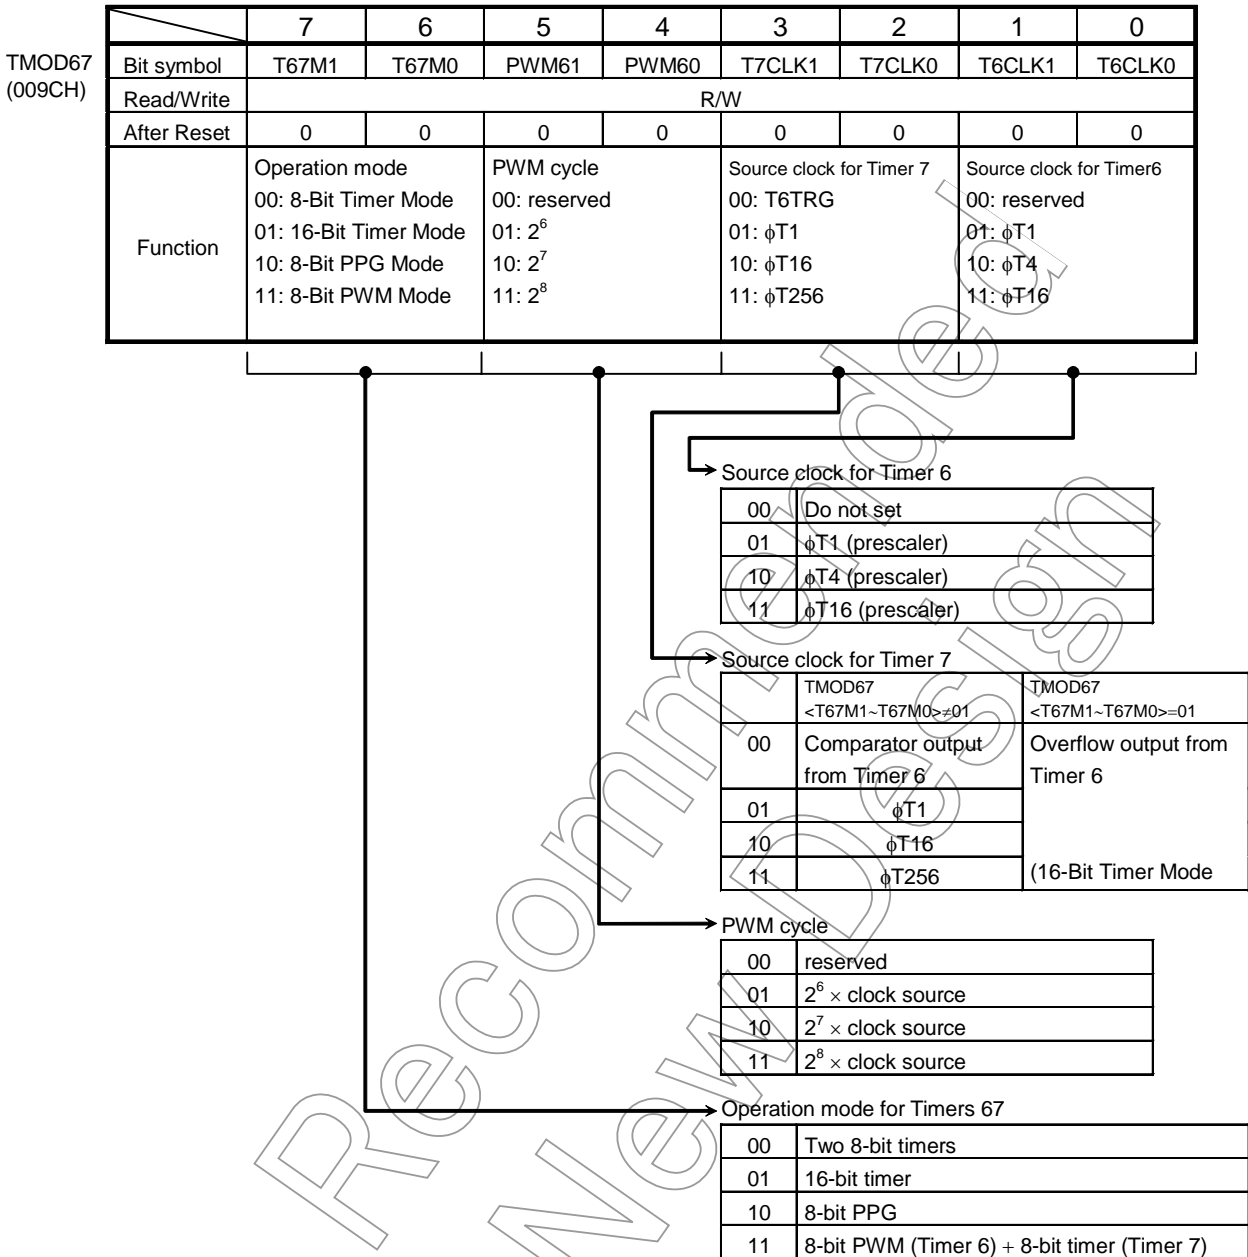 7 6 5 4 3 2 1 0
TMOD67
(009CH)
Bit symbol T67M1 T67M0 PWM61 PWM60 T7CLK1 T7CLK0 T6CLK1 T6CLK0
Read/Write R/W
After Reset 0 0 0 0 0 0 0 0
Function
Operation mode
00: 8-Bit Timer Mode
01: 16-Bit Timer Mode
10: 8-Bit PPG Mode
11: 8-Bit PWM Mode
PWM cycle
00: reserved
01: 2⁶
10: 2⁷
11: 2⁸
Source clock for Timer 7
00: T6TRG
01: ϕT1
10: ϕT16
11: ϕT256
Source clock for Timer6
00: reserved
01: ϕT1
10: ϕT4
11: ϕT16
Source clock for Timer 6
00 Do not set
01 ϕT1 (prescaler)
10 ϕT4 (prescaler)
11 ϕT16 (prescaler)
Source clock for Timer 7
TMOD67
<T67M1~T67M0>≠01
TMOD67
<T67M1~T67M0>=01
00 Comparator output
from Timer 6
Overflow output from
Timer 6
01 ϕT1
10 ϕT16
11 ϕT256
(16-Bit Timer Mode
PWM cycle
00 reserved
01 2⁶ × clock source
10 2⁷ × clock source
11 2⁸ × clock source
Operation mode for Timers 67
00 Two 8-bit timers
01 16-bit timer
10 8-bit PPG
11 8-bit PWM (Timer 6) + 8-bit timer (Timer 7)
Recommended
New Design